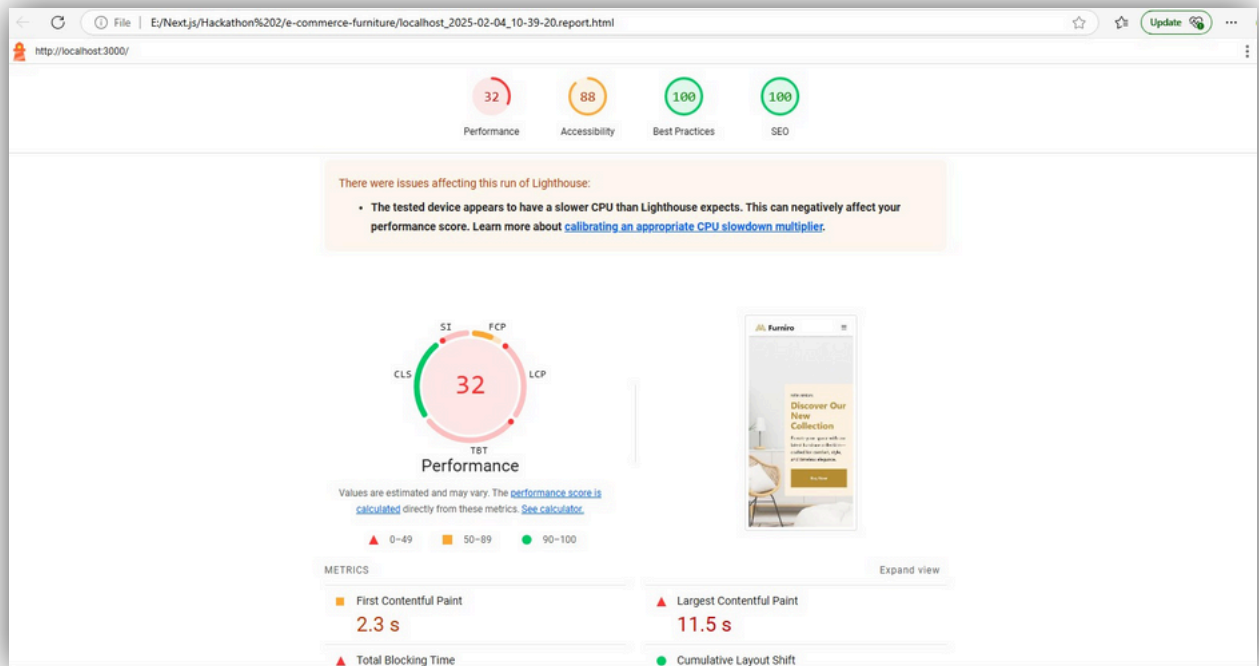 File
E:/Next.js/Hackathon%202/e-commerce-furniture/localhost_2025-02-04_10-39-20.report.html
Update
http://localhost:3000/
32
88
100
100
Performance
Accessibility
Best Practices
SEO
There were issues affecting this run of Lighthouse:
• The tested device appears to have a slower CPU than Lighthouse expects. This can negatively affect your
performance score. Learn more about calibrating an appropriate CPU slowdown multiplier.
SI
FCP
CLS
LCP
32
TBT
Performance
Values are estimated and may vary. The performance score is
calculated directly from these metrics. See calculator.
0–49
50–89
90–100
Furniro
Discover Our
New
Collection
METRICS
Expand view
First Contentful Paint
2.3 s
Largest Contentful Paint
11.5 s
Total Blocking Time
Cumulative Layout Shift